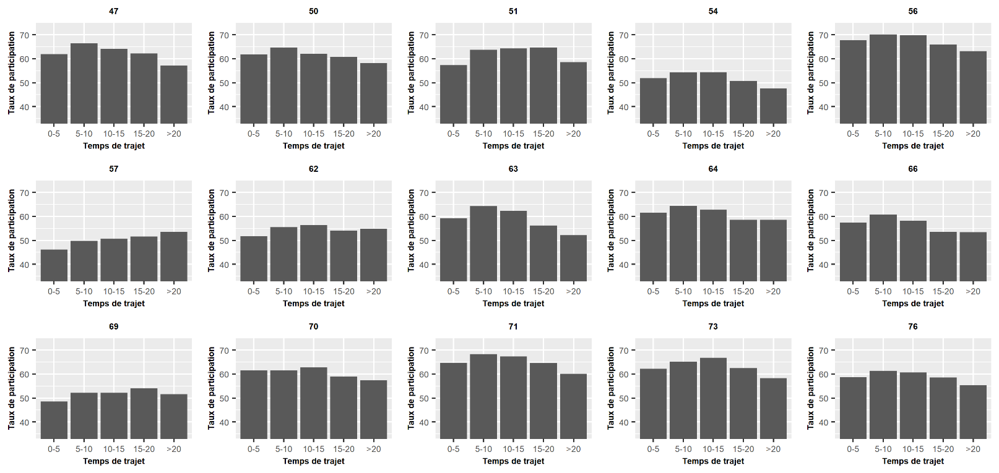 47 50 51 54 56
Taux de participation Taux de participation Taux de participation Taux de participation Taux de participation
70 70 70 70 70
60 60 60 60 60
50 50 50 50 50
40 40 40 40 40
0-5 5-10 10-15 15-20 >20 0-5 5-10 10-15 15-20 >20 0-5 5-10 10-15 15-20 >20 0-5 5-10 10-15 15-20 >20 0-5 5-10 10-15 15-20 >20
Temps de trajet Temps de trajet Temps de trajet Temps de trajet Temps de trajet
57 62 63 64 66
Taux de participation Taux de participation Taux de participation Taux de participation Taux de participation
70 70 70 70 70
60 60 60 60 60
50 50 50 50 50
40 40 40 40 40
0-5 5-10 10-15 15-20 >20 0-5 5-10 10-15 15-20 >20 0-5 5-10 10-15 15-20 >20 0-5 5-10 10-15 15-20 >20 0-5 5-10 10-15 15-20 >20
Temps de trajet Temps de trajet Temps de trajet Temps de trajet Temps de trajet
69 70 71 73 76
Taux de participation Taux de participation Taux de participation Taux de participation Taux de participation
70 70 70 70 70
60 60 60 60 60
50 50 50 50 50
40 40 40 40 40
0-5 5-10 10-15 15-20 >20 0-5 5-10 10-15 15-20 >20 0-5 5-10 10-15 15-20 >20 0-5 5-10 10-15 15-20 >20 0-5 5-10 10-15 15-20 >20
Temps de trajet Temps de trajet Temps de trajet Temps de trajet Temps de trajet